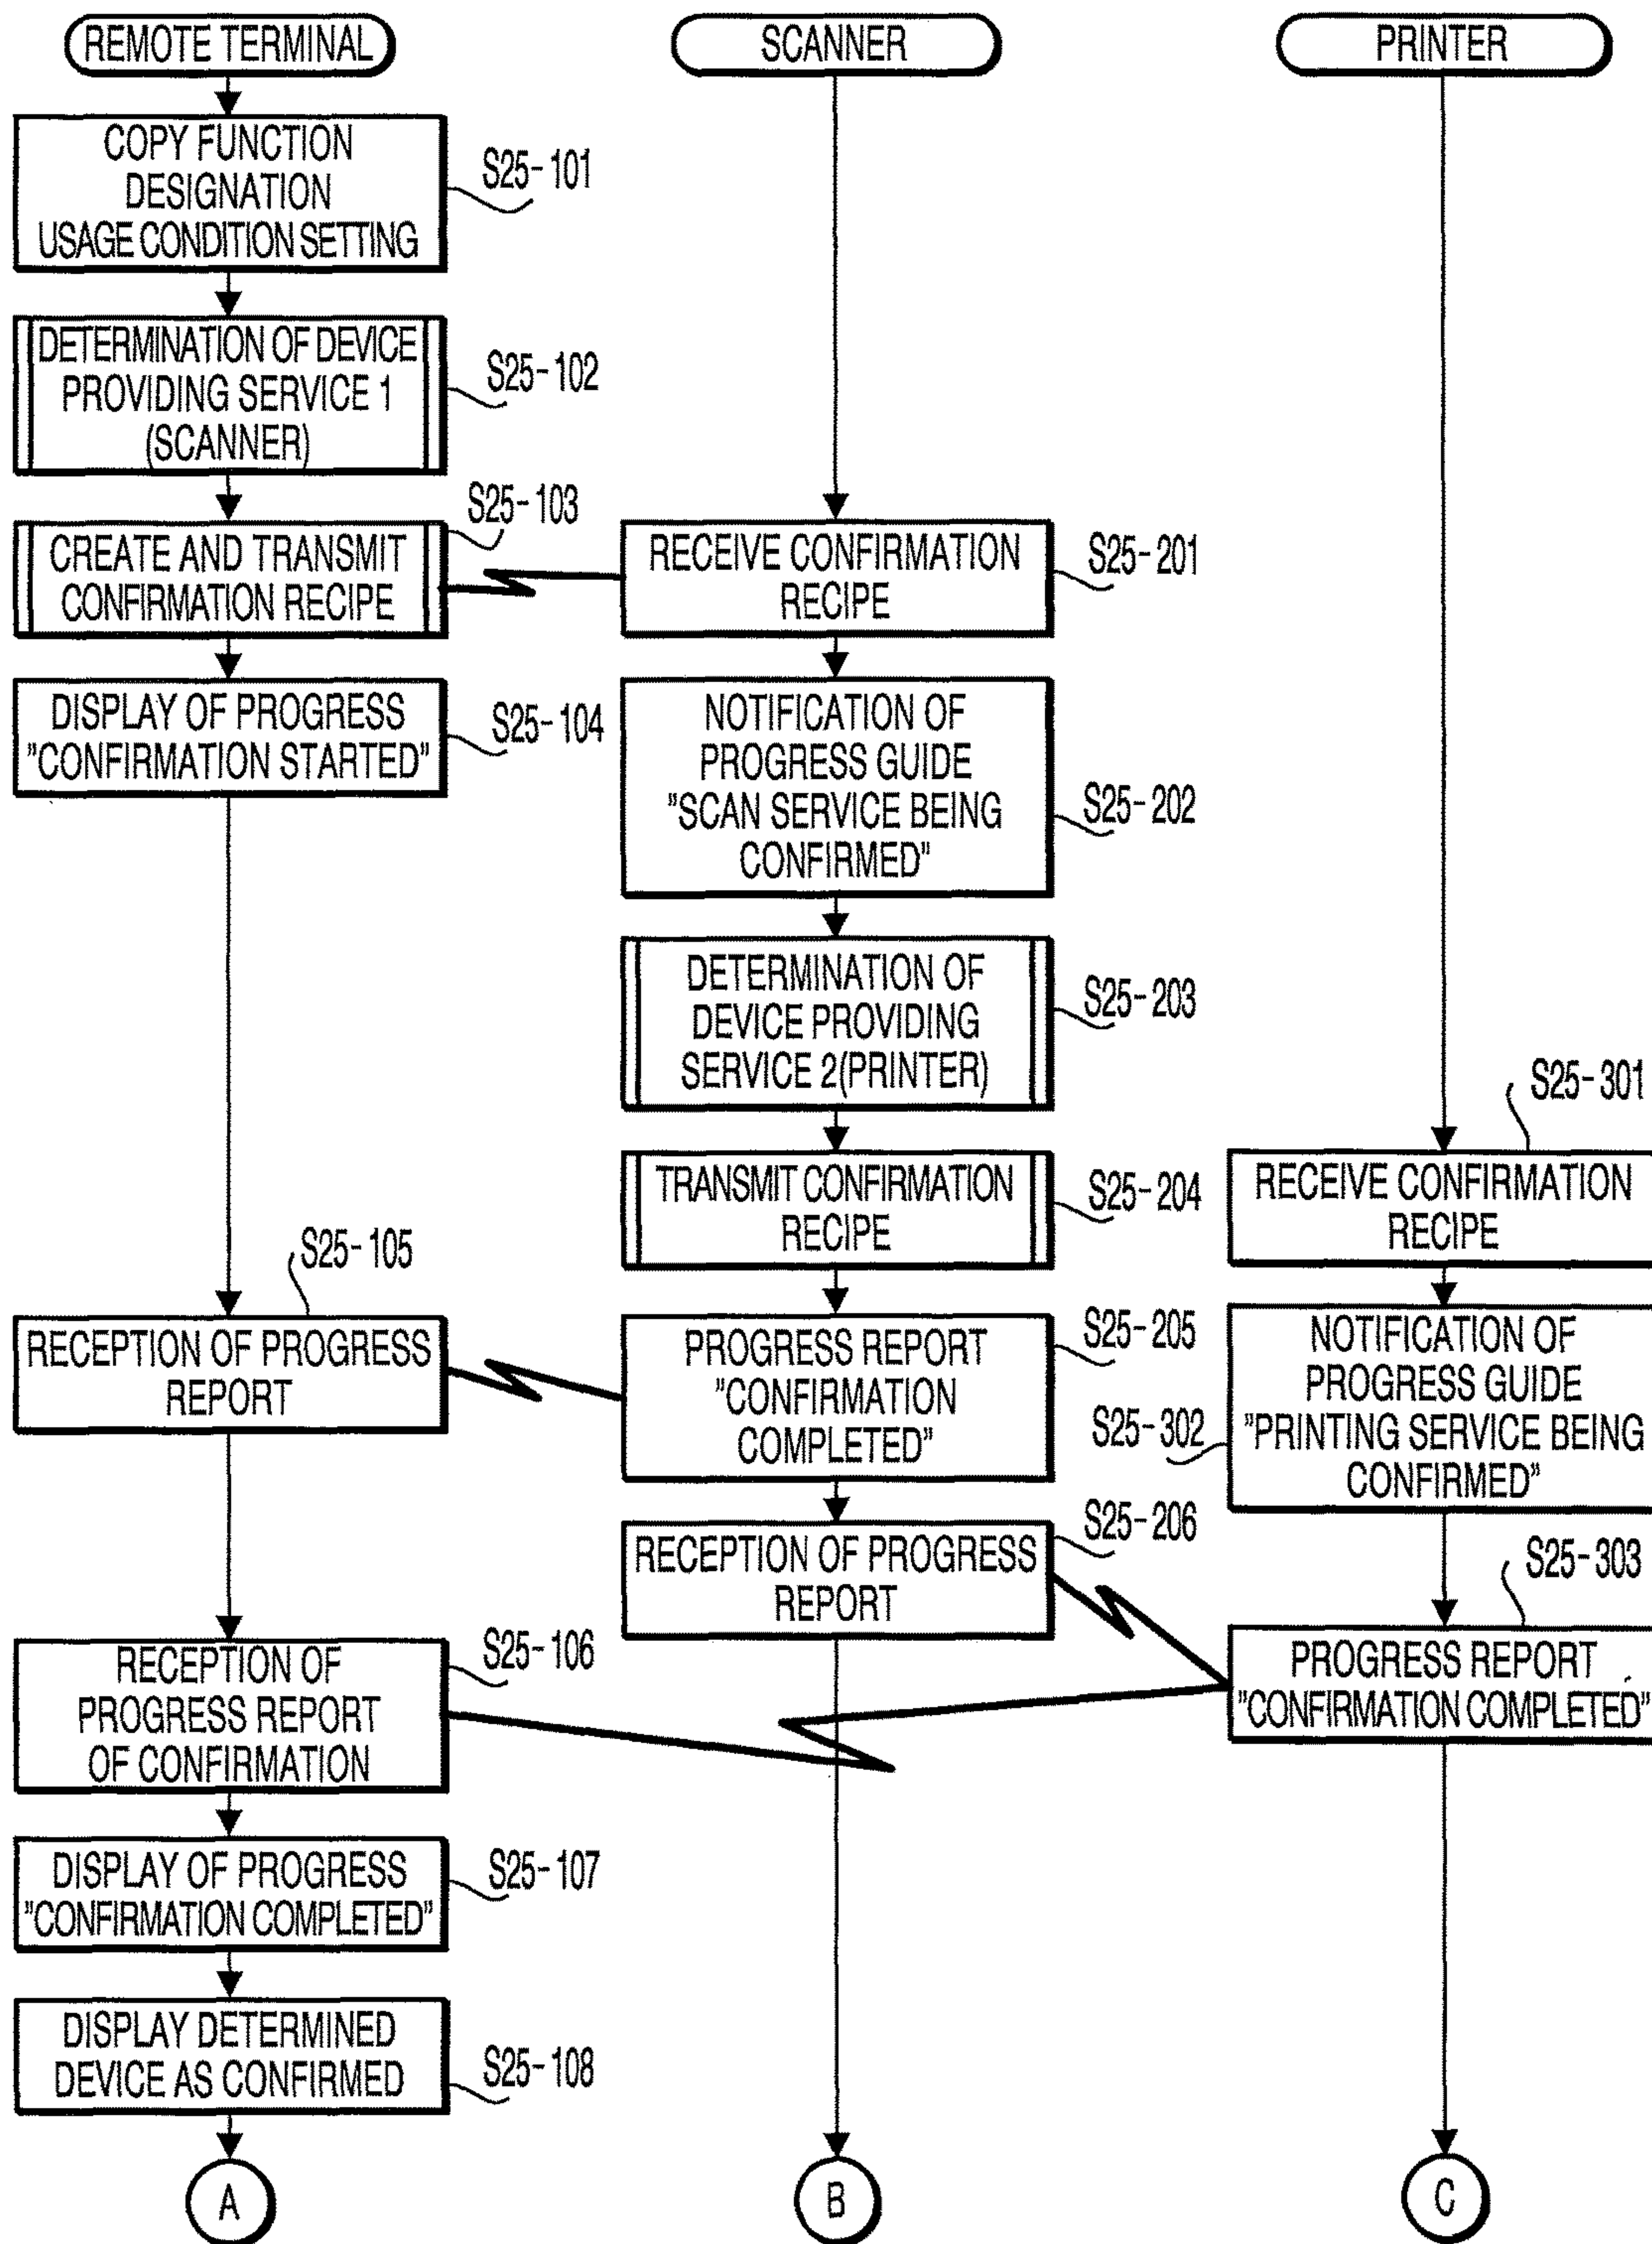 REMOTE TERMINAL
COPY FUNCTION
DESIGNATION
USAGE CONDITION SETTING
S25-101
DETERMINATION OF DEVICE
PROVIDING SERVICE 1
(SCANNER)
S25-102
CREATE AND TRANSMIT
CONFIRMATION RECIPE
S25-103
DISPLAY OF PROGRESS
"CONFIRMATION STARTED"
S25-104
RECEPTION OF PROGRESS
REPORT
S25-105
RECEPTION OF
PROGRESS REPORT
OF CONFIRMATION
S25-106
DISPLAY OF PROGRESS
"CONFIRMATION COMPLETED"
S25-107
DISPLAY DETERMINED
DEVICE AS CONFIRMED
S25-108
A
SCANNER
RECEIVE CONFIRMATION
RECIPE
S25-201
NOTIFICATION OF
PROGRESS GUIDE
"SCAN SERVICE BEING
CONFIRMED"
S25-202
DETERMINATION OF
DEVICE PROVIDING
SERVICE 2(PRINTER)
S25-203
TRANSMIT CONFIRMATION
RECIPE
S25-204
PROGRESS REPORT
"CONFIRMATION
COMPLETED"
S25-205
RECEPTION OF PROGRESS
REPORT
S25-206
B
PRINTER
S25-301
RECEIVE CONFIRMATION
RECIPE
NOTIFICATION OF
PROGRESS GUIDE
"PRINTING SERVICE BEING
CONFIRMED"
S25-302
S25-303
PROGRESS REPORT
"CONFIRMATION COMPLETED"
C